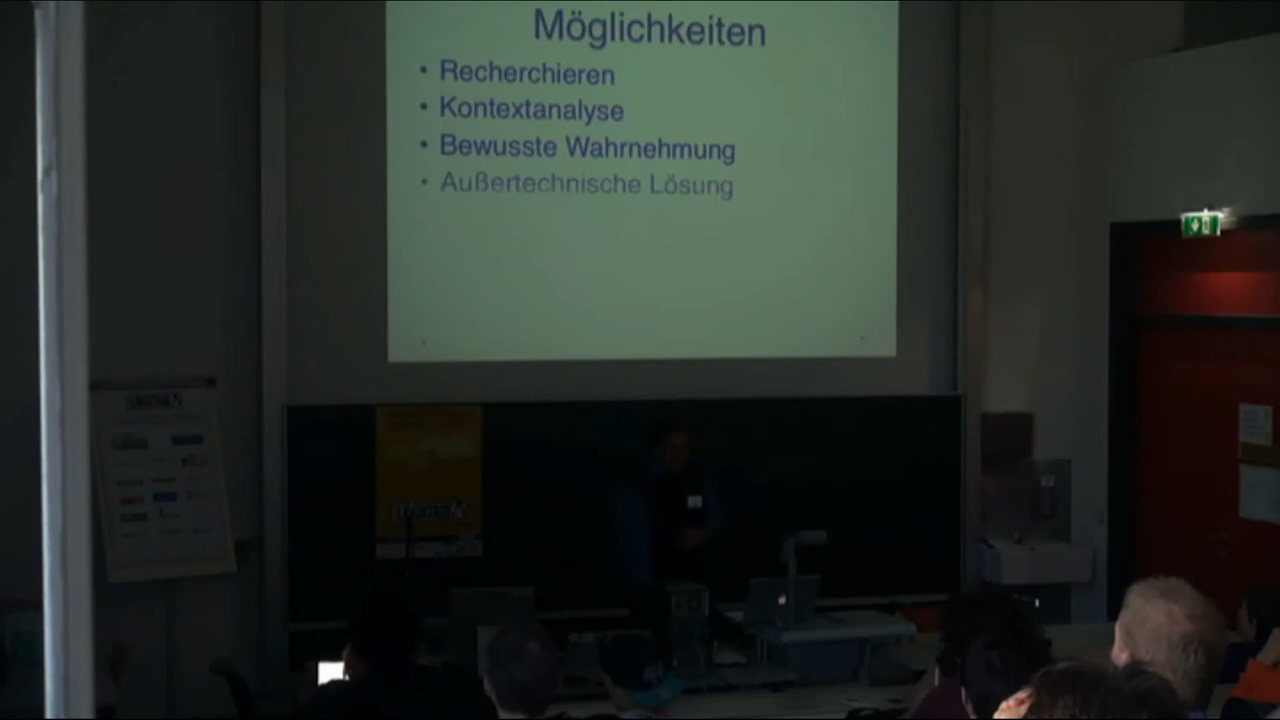 Möglichkeiten
• Recherchieren
• Kontextanalyse
• Bewusste Wahrnehmung
• Außertechnische Lösung